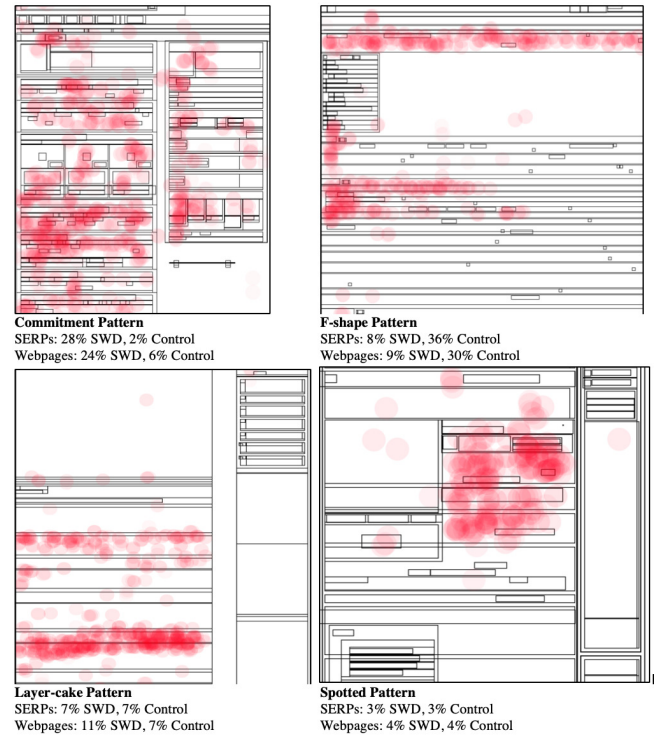 Commitment Pattern
SERPs: 28% SWD, 2% Control
Webpages: 24% SWD, 6% Control
F-shape Pattern
SERPs: 8% SWD, 36% Control
Webpages: 9% SWD, 30% Control
Layer-cake Pattern
SERPs: 7% SWD, 7% Control
Webpages: 11% SWD, 7% Control
Spotted Pattern
SERPs: 3% SWD, 3% Control
Webpages: 4% SWD, 4% Control